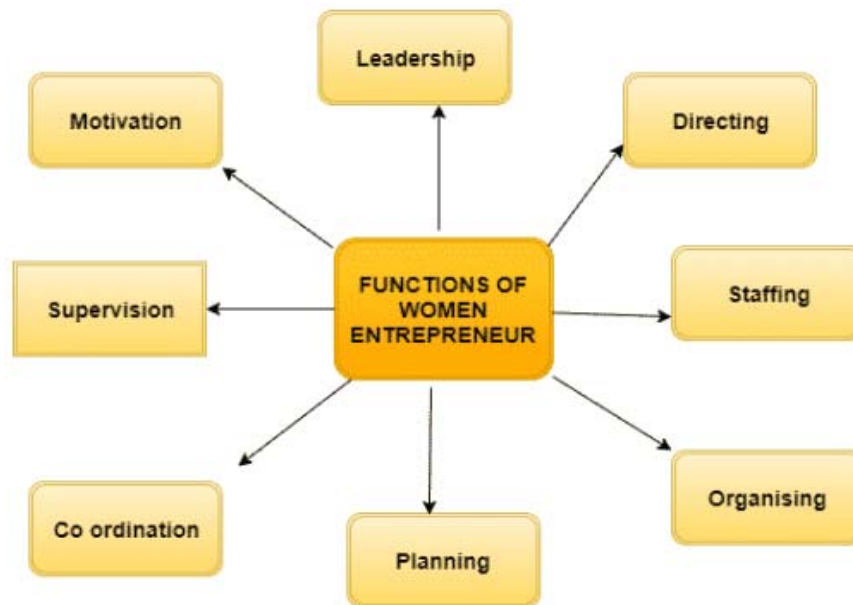 Leadership
Motivation
Directing
FUNCTIONS OF
WOMEN
ENTREPRENEUR
Supervision
Staffing
Co ordination
Planning
Organising